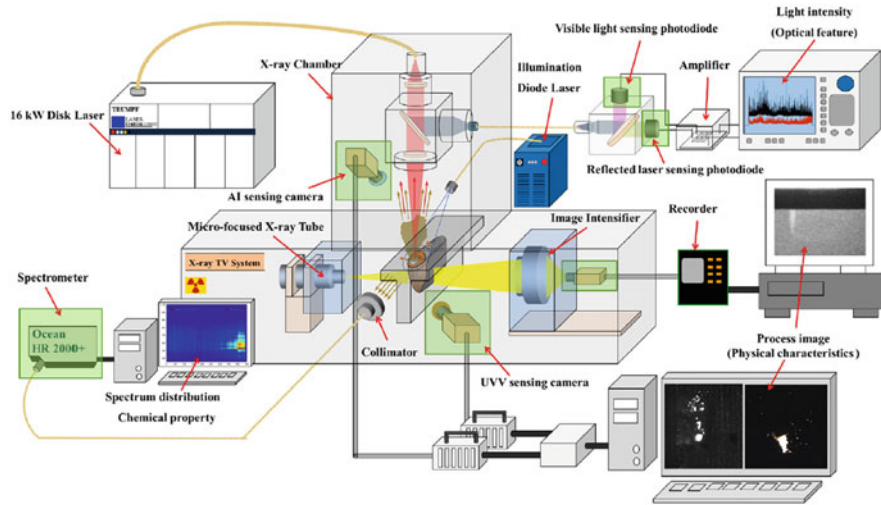 Light intensity
(Optical feature)
Visible light sensing photodiode
X-ray Chamber
Illumination
Diode Laser
Amplifier
TRUMPF
LASER
16 kW Disk Laser
AI sensing camera
Reflected laser sensing photodiode
Micro-focused X-ray Tube
Image Intensifier
Recorder
X-ray TV System
Spectrometer
Ocean
HR 2000+
Collimator
Process image
(Physical characteristics)
UVV sensing camera
Spectrum distribution
Chemical property